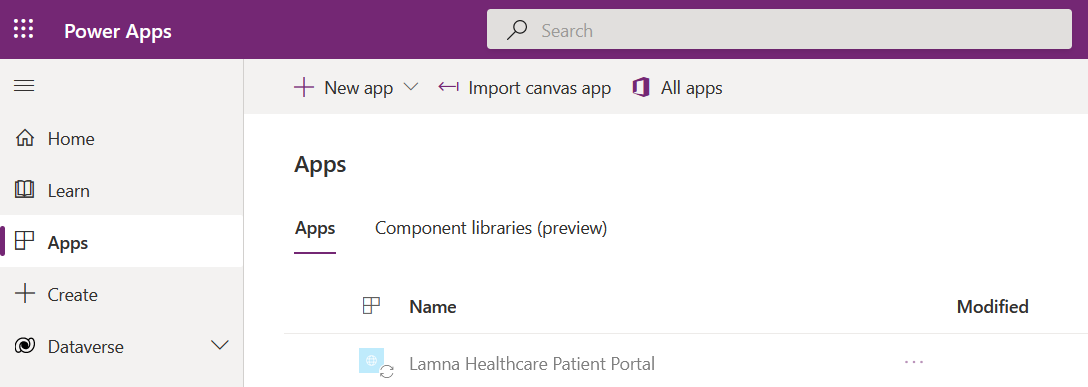 Power Apps
Search
New app
Import canvas app
All apps
Home
Learn
Apps
Create
Dataverse
Apps
Apps
Component libraries (preview)
Name
Modified
Lamna Healthcare Patient Portal
...